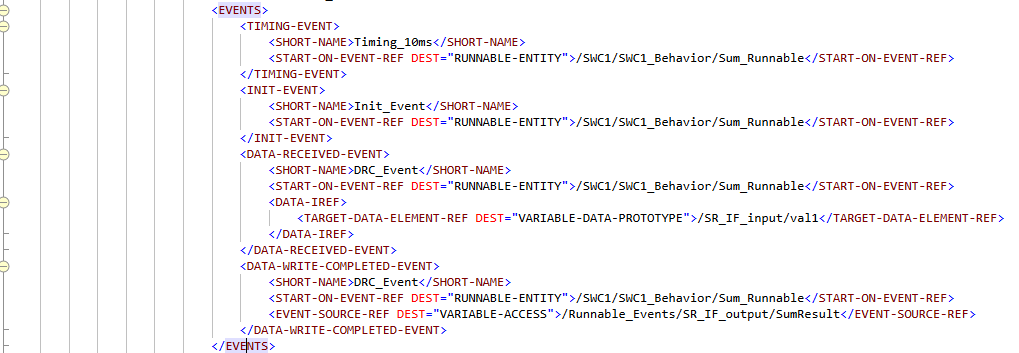 <EVENTS>
<TIMING-EVENT>
<SHORT-NAME>Timing_10ms</SHORT-NAME>
<START-ON-EVENT-REF DEST="RUNNABLE-ENTITY">/SWC1/SWC1_Behavior/Sum_Runnable</START-ON-EVENT-REF>
</TIMING-EVENT>
<INIT-EVENT>
<SHORT-NAME>Init_Event</SHORT-NAME>
<START-ON-EVENT-REF DEST="RUNNABLE-ENTITY">/SWC1/SWC1_Behavior/Sum_Runnable</START-ON-EVENT-REF>
</INIT-EVENT>
<DATA-RECEIVED-EVENT>
<SHORT-NAME>DRC_Event</SHORT-NAME>
<START-ON-EVENT-REF DEST="RUNNABLE-ENTITY">/SWC1/SWC1_Behavior/Sum_Runnable</START-ON-EVENT-REF>
<DATA-IREF>
<TARGET-DATA-ELEMENT-REF DEST="VARIABLE-DATA-PROTOTYPE">/SR_IF_input/val1</TARGET-DATA-ELEMENT-REF>
</DATA-IREF>
</DATA-RECEIVED-EVENT>
<DATA-WRITE-COMPLETED-EVENT>
<SHORT-NAME>DRC_Event</SHORT-NAME>
<START-ON-EVENT-REF DEST="RUNNABLE-ENTITY">/SWC1/SWC1_Behavior/Sum_Runnable</START-ON-EVENT-REF>
<EVENT-SOURCE-REF DEST="VARIABLE-ACCESS">/Runnable_Events/SR_IF_output/SumResult</EVENT-SOURCE-REF>
</DATA-WRITE-COMPLETED-EVENT>
</EVENTS>